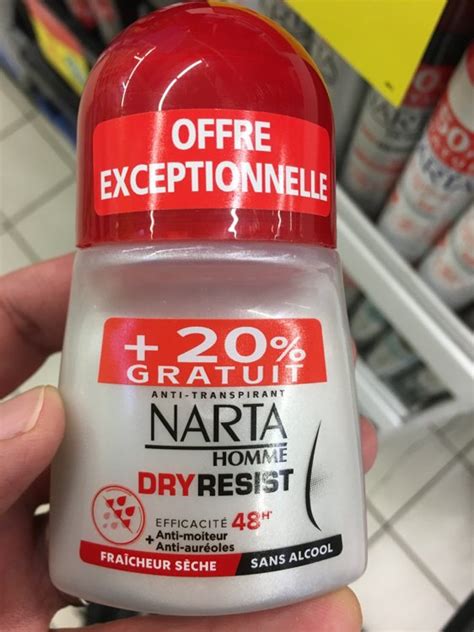 OFFRE
EXCEPTIONNELLE
+ 20%
GRATUIT
ANTI-TRANSPIRANT
NARTA
HOMME
DRY RESIST
EFFICACITÉ 48H
+ Anti-moiteur
Anti-auréoles
FRAÎCHEUR SÈCHE SANS ALCOOL